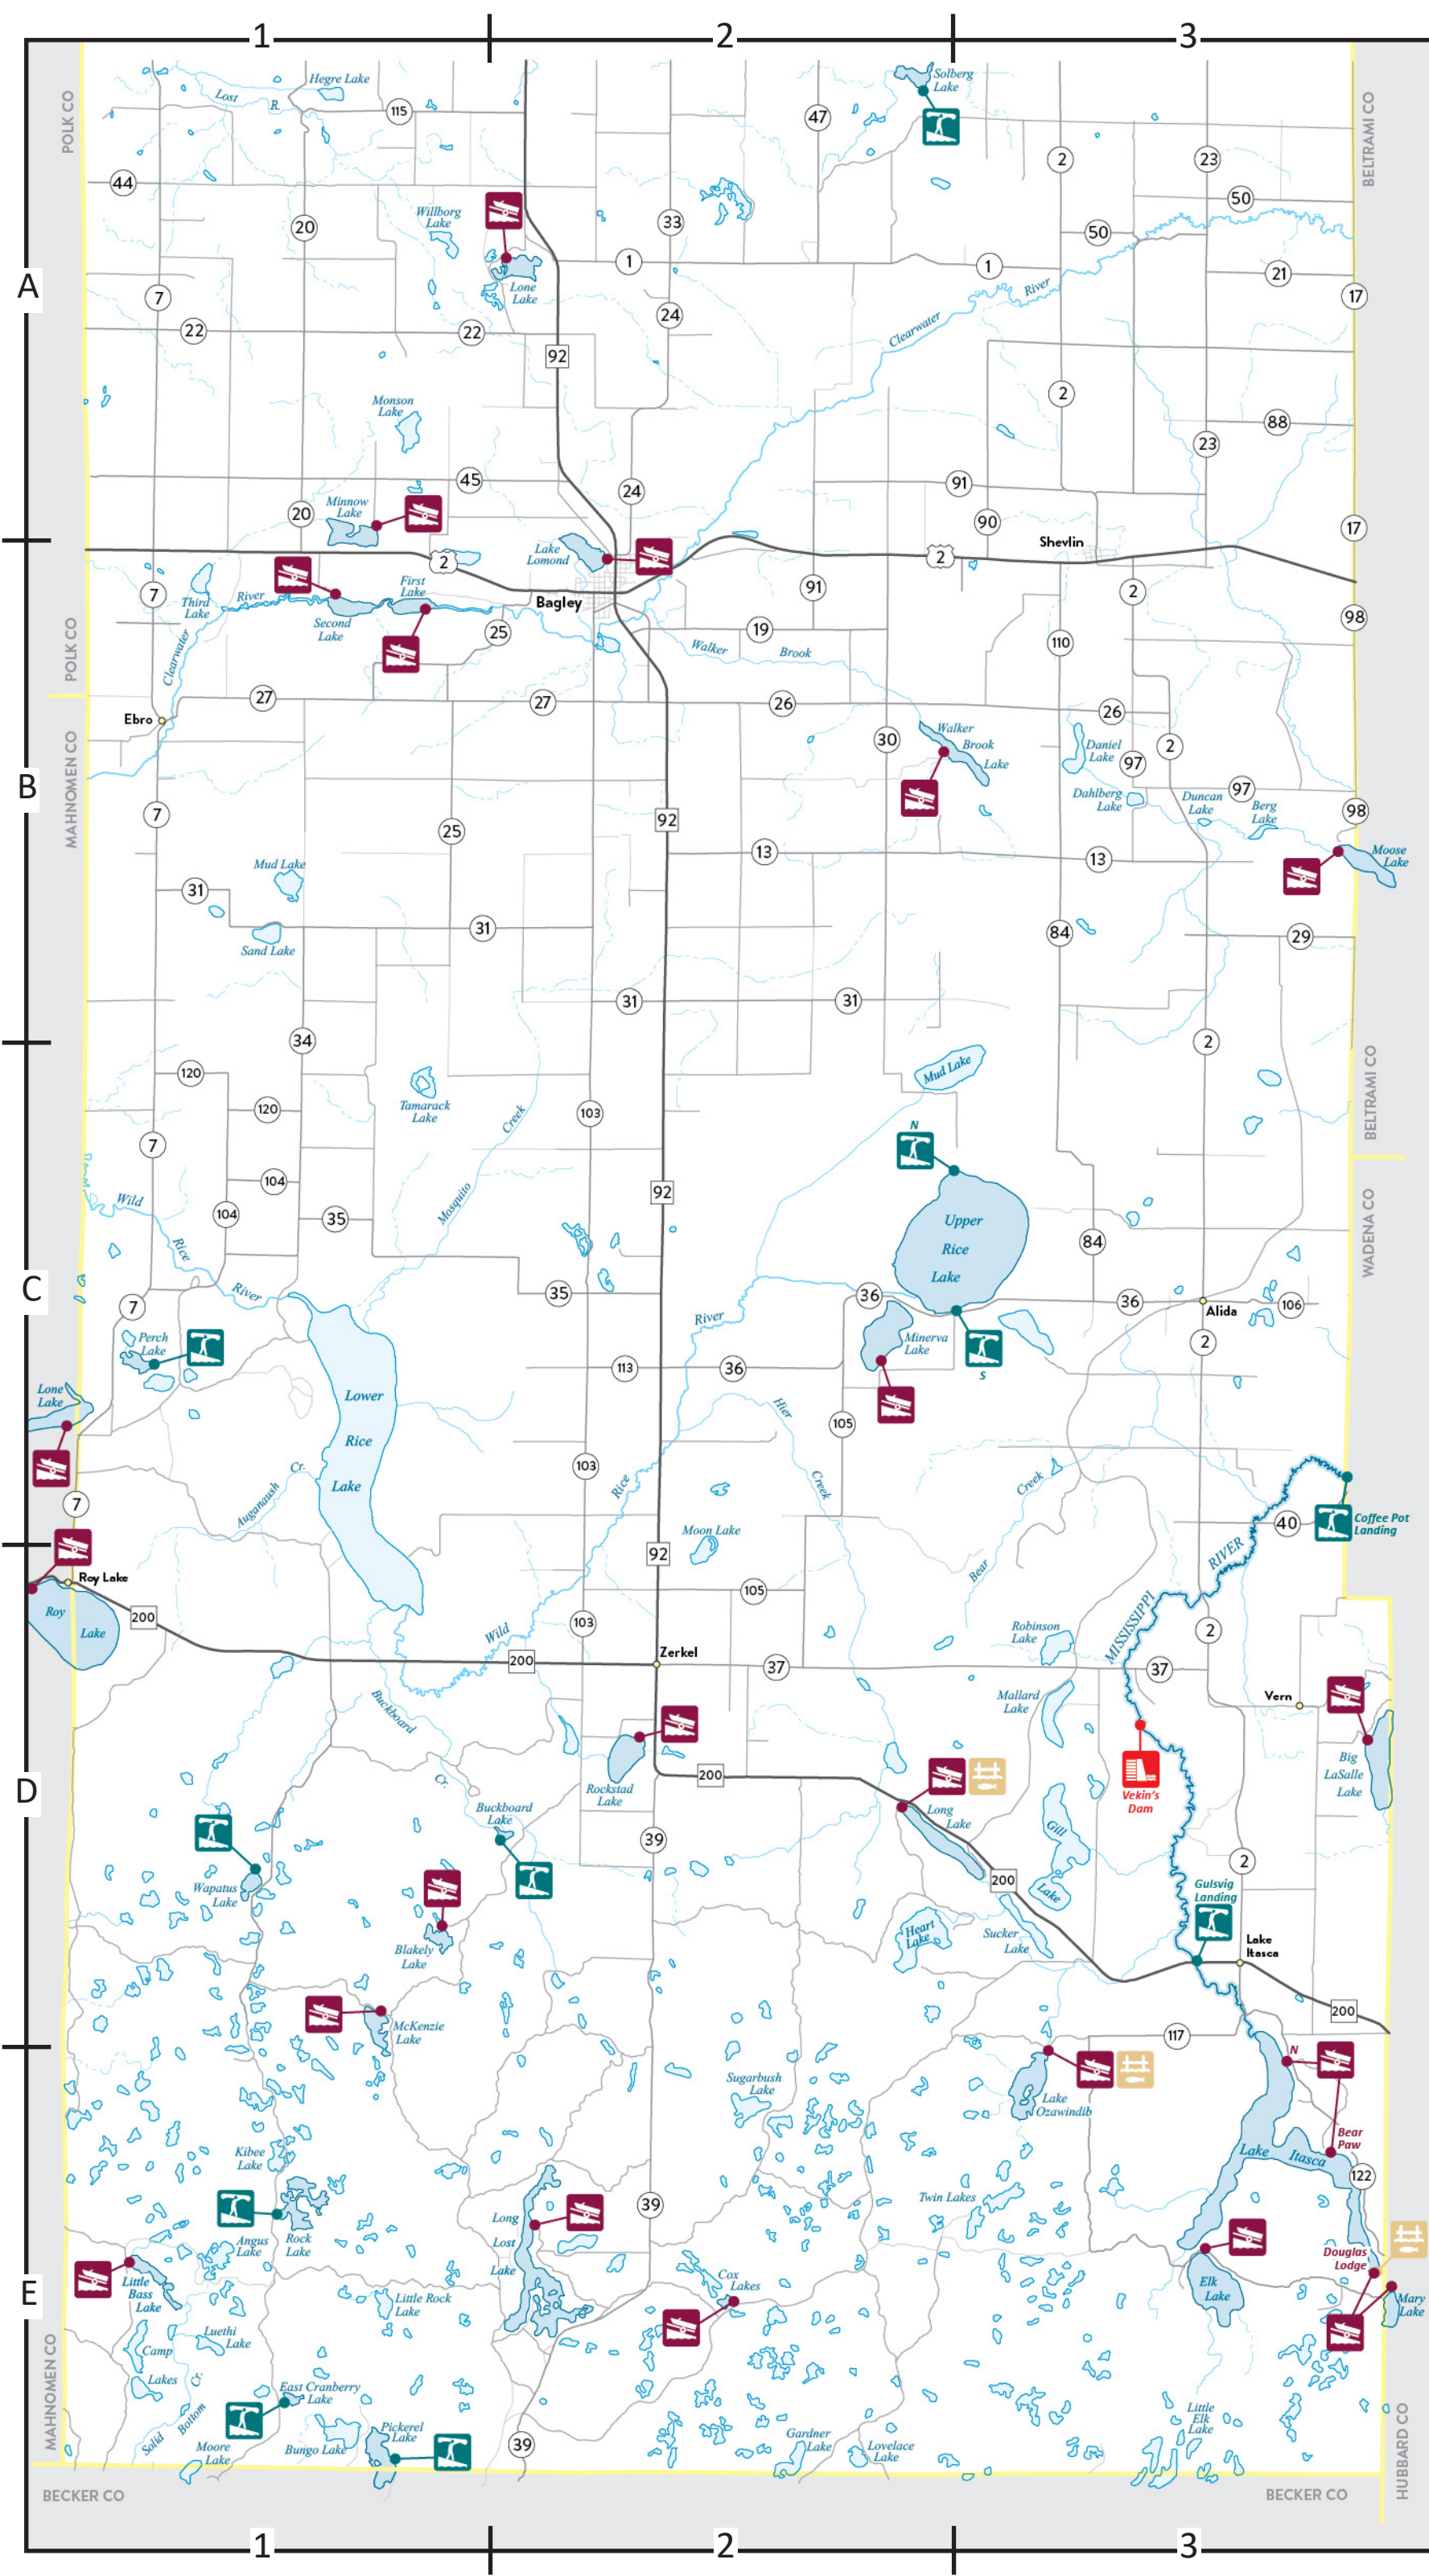 1
2
3
POLK CO
BELTRAMI CO
Hegre Lake
Lost
R.
115
47
Solberg
Lake
2
23
44
50
Willborg
Lake
20
33
50
1
1
A
Lone
Lake
River
21
7
17
24
22
22
Clearwater
92
2
Monson
Lake
88
23
45
91
24
Minnow
Lake
20
90
17
Shevlin
Lake
Lomond
2
2
First
Lake
91
2
7
River
Third
Lake
Bagley
98
Second
Lake
25
19
110
POLK CO
Clearwater
Walker
Brook
27
27
26
26
Ebro
Walker
Brook
Lake
30
Daniel
Lake
2
MAHNOMEN CO
97
B
97
Dahlberg
Lake
Duncan
Lake
Berg
Lake
98
7
92
25
13
13
Moose
Lake
Mud Lake
31
31
84
29
Sand Lake
31
31
34
2
Mud Lake
120
Tamarack
Lake
120
103
Creek
BELTRAMI CO
N
7
104
92
Wild
Mosquito
104
35
Upper
Rice
Lake
WADENA CO
Rice
84
C
River
35
36
36
106
7
Alida
River
Perch
Lake
Minerva
Lake
2
113
36
S
Lone
Lake
Lower
Rice
Lake
Hier
105
103
Cr.
Creek
Creek
Rice
Auganaush
7
40
Coffee Pot
Landing
Moon Lake
RIVER
92
Bear
Roy Lake
105
Roy
Lake
200
MISSISSIPPI
103
Robinson
Lake
2
Wild
Zerkel
200
37
37
Buckboard
Mallard
Lake
Vern
Big
LaSalle
Lake
D
Cr.
Rockstad
Lake
200
Vekin's
Dam
Buckboard
Lake
Long
Lake
Gill
Lake
39
2
Wapatus
Lake
200
Gulsvig
Landing
Blakely
Lake
Heart
Lake
Sucker
Lake
Lake
Itasca
McKenzie
Lake
200
117
N
Sugarbush
Lake
Lake
Ozawindib
Bear
Paw
Kibee
Lake
Lake
Itasca
122
Twin Lakes
Long
Lost
Lake
39
Angus
Lake
Rock
Lake
Douglas
Lodge
E
Little
Bass
Lake
Cox
Lakes
Elk
Lake
Mary
Lake
Little Rock
Lake
Luethi
Lake
Camp
Lakes
Cr.
MAHNOMEN CO
East Cranberry
Lake
Bottom
Solid
Moore
Lake
Bungo Lake
Pickerel
Lake
39
Gardner
Lake
Lovelace
Lake
Little
Elk
Lake
HUBBARD CO
BECKER CO
BECKER CO
1
2
3